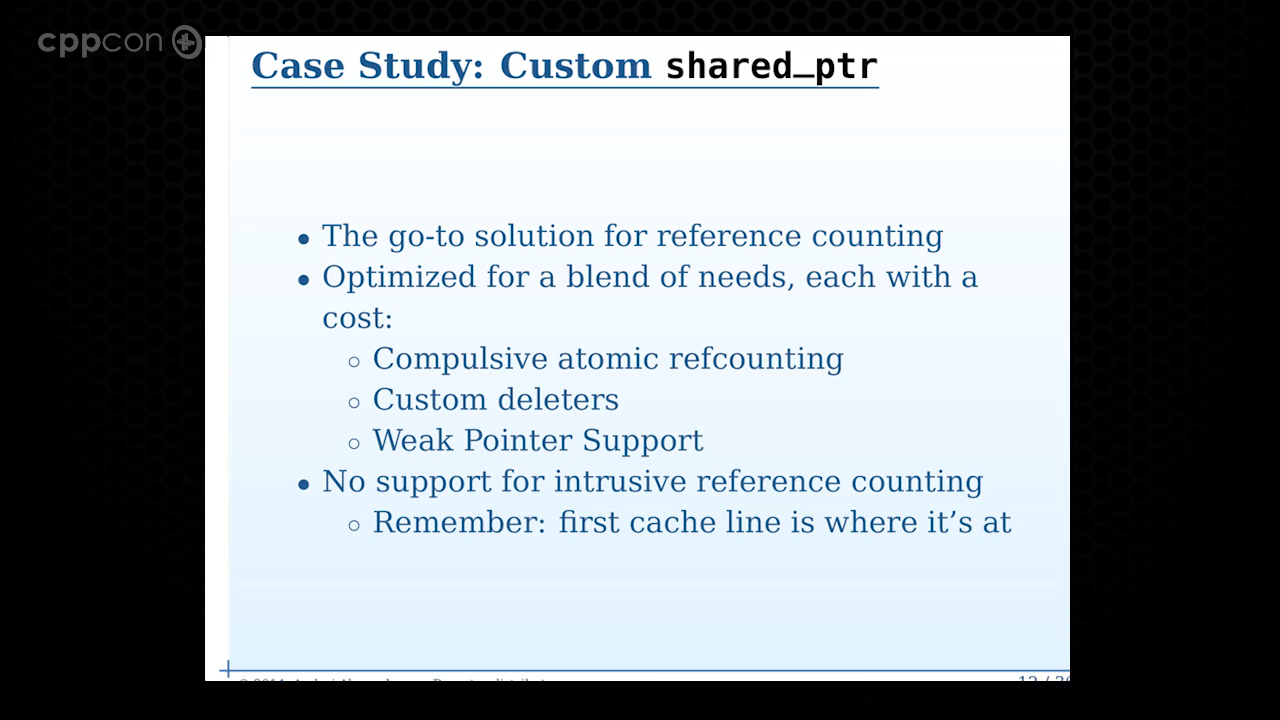 cppcon
Case Study: Custom shared_ptr
• The go-to solution for reference counting
• Optimized for a blend of needs, each with a
cost:
◦ Compulsive atomic refcounting
◦ Custom deleters
◦ Weak Pointer Support
• No support for intrusive reference counting
◦ Remember: first cache line is where it’s at